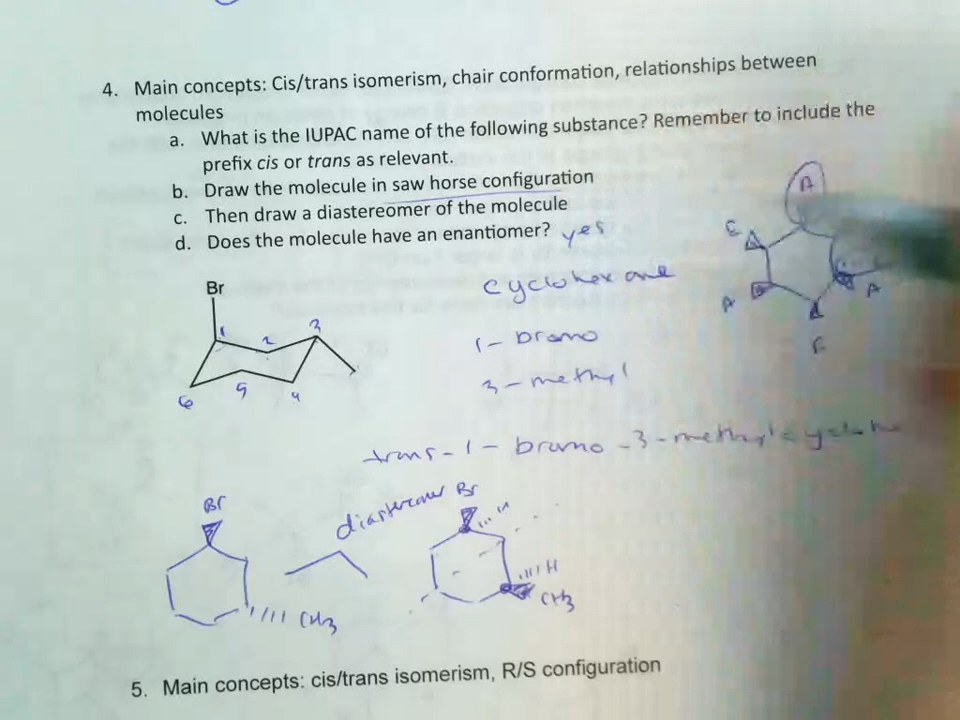 4. Main concepts: Cis/trans isomerism, chair conformation, relationships between
molecules
a. What is the IUPAC name of the following substance? Remember to include the
prefix cis or trans as relevant.
b. Draw the molecule in saw horse configuration
c. Then draw a diastereomer of the molecule
d. Does the molecule have an enantiomer? yes
A
E
A
A
E
Br
1
2
3
4
5
6
cyclohexane
1- bromo
3-methyl
trans-1-bromo-3-methylcyclohe
Br
CH3
diastereomer
Br
H
H
CH3
5. Main concepts: cis/trans isomerism, R/S configuration